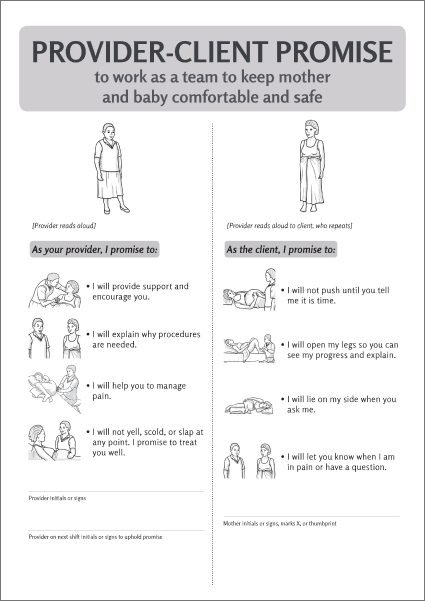 PROVIDER-CLIENT PROMISE
to work as a team to keep mother
and baby comfortable and safe
[Provider reads aloud]
As your provider, I promise to:
• I will provide support and
encourage you.
• I will explain why procedures
are needed.
• I will help you to manage
pain.
• I will not yell, scold, or slap at
any point. I promise to treat
you well.
Provider initials or signs
Provider on next shift initials or signs to uphold promise
[Provider reads aloud to client, who repeats]
As the client, I promise to:
• I will not push until you tell
me it is time.
• I will open my legs so you can
see my progress and explain.
• I will lie on my side when you
ask me.
• I will let you know when I am
in pain or have a question.
Mother initials or signs, marks X, or thumbprint